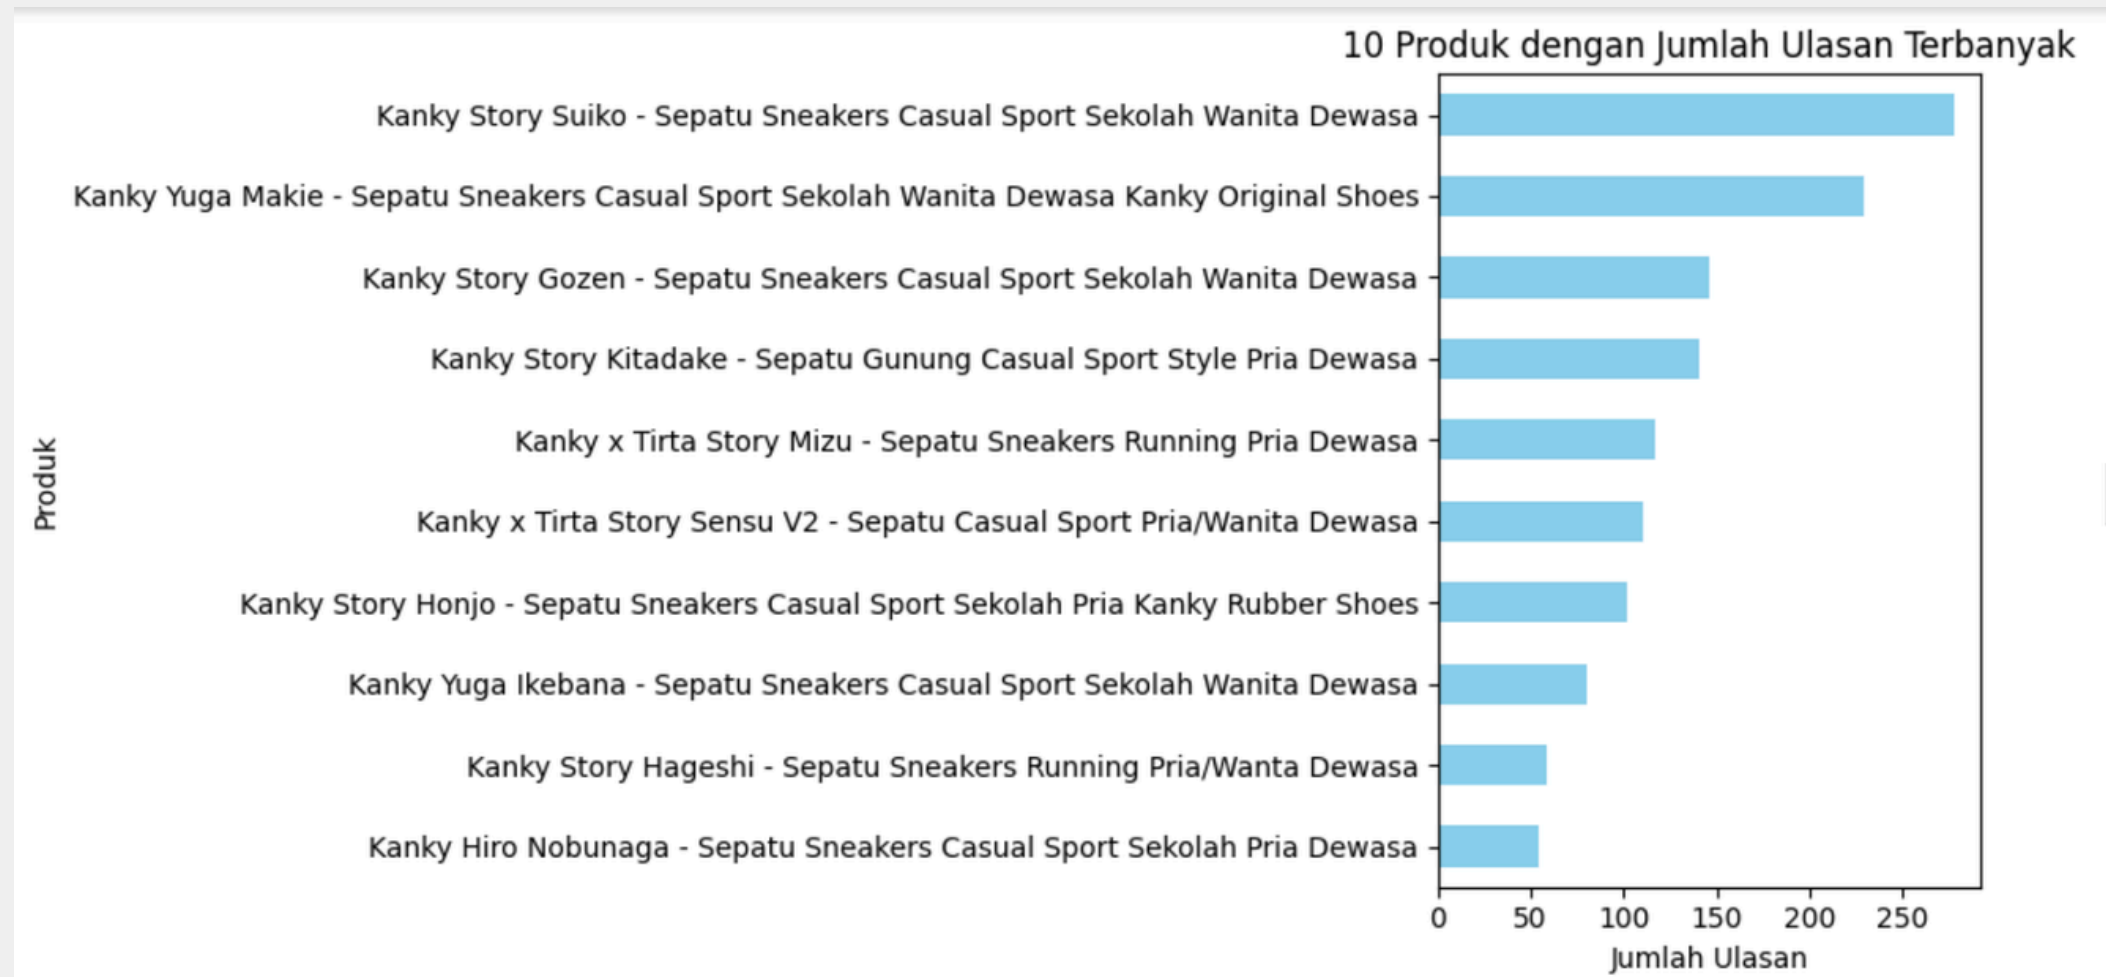 10 Produk dengan Jumlah Ulasan Terbanyak
Kanky Story Suiko - Sepatu Sneakers Casual Sport Sekolah Wanita Dewasa
Kanky Yuga Makie - Sepatu Sneakers Casual Sport Sekolah Wanita Dewasa Kanky Original Shoes
Kanky Story Gozen - Sepatu Sneakers Casual Sport Sekolah Wanita Dewasa
Kanky Story Kitadake - Sepatu Gunung Casual Sport Style Pria Dewasa
Kanky x Tirta Story Mizu - Sepatu Sneakers Running Pria Dewasa
Kanky x Tirta Story Sensu V2 - Sepatu Casual Sport Pria/Wanita Dewasa
Kanky Story Honjo - Sepatu Sneakers Casual Sport Sekolah Pria Kanky Rubber Shoes
Kanky Yuga Ikebana - Sepatu Sneakers Casual Sport Sekolah Wanita Dewasa
Kanky Story Hageshi - Sepatu Sneakers Running Pria/Wanta Dewasa
Kanky Hiro Nobunaga - Sepatu Sneakers Casual Sport Sekolah Pria Dewasa
Produk
0 50 100 150 200 250
Jumlah Ulasan